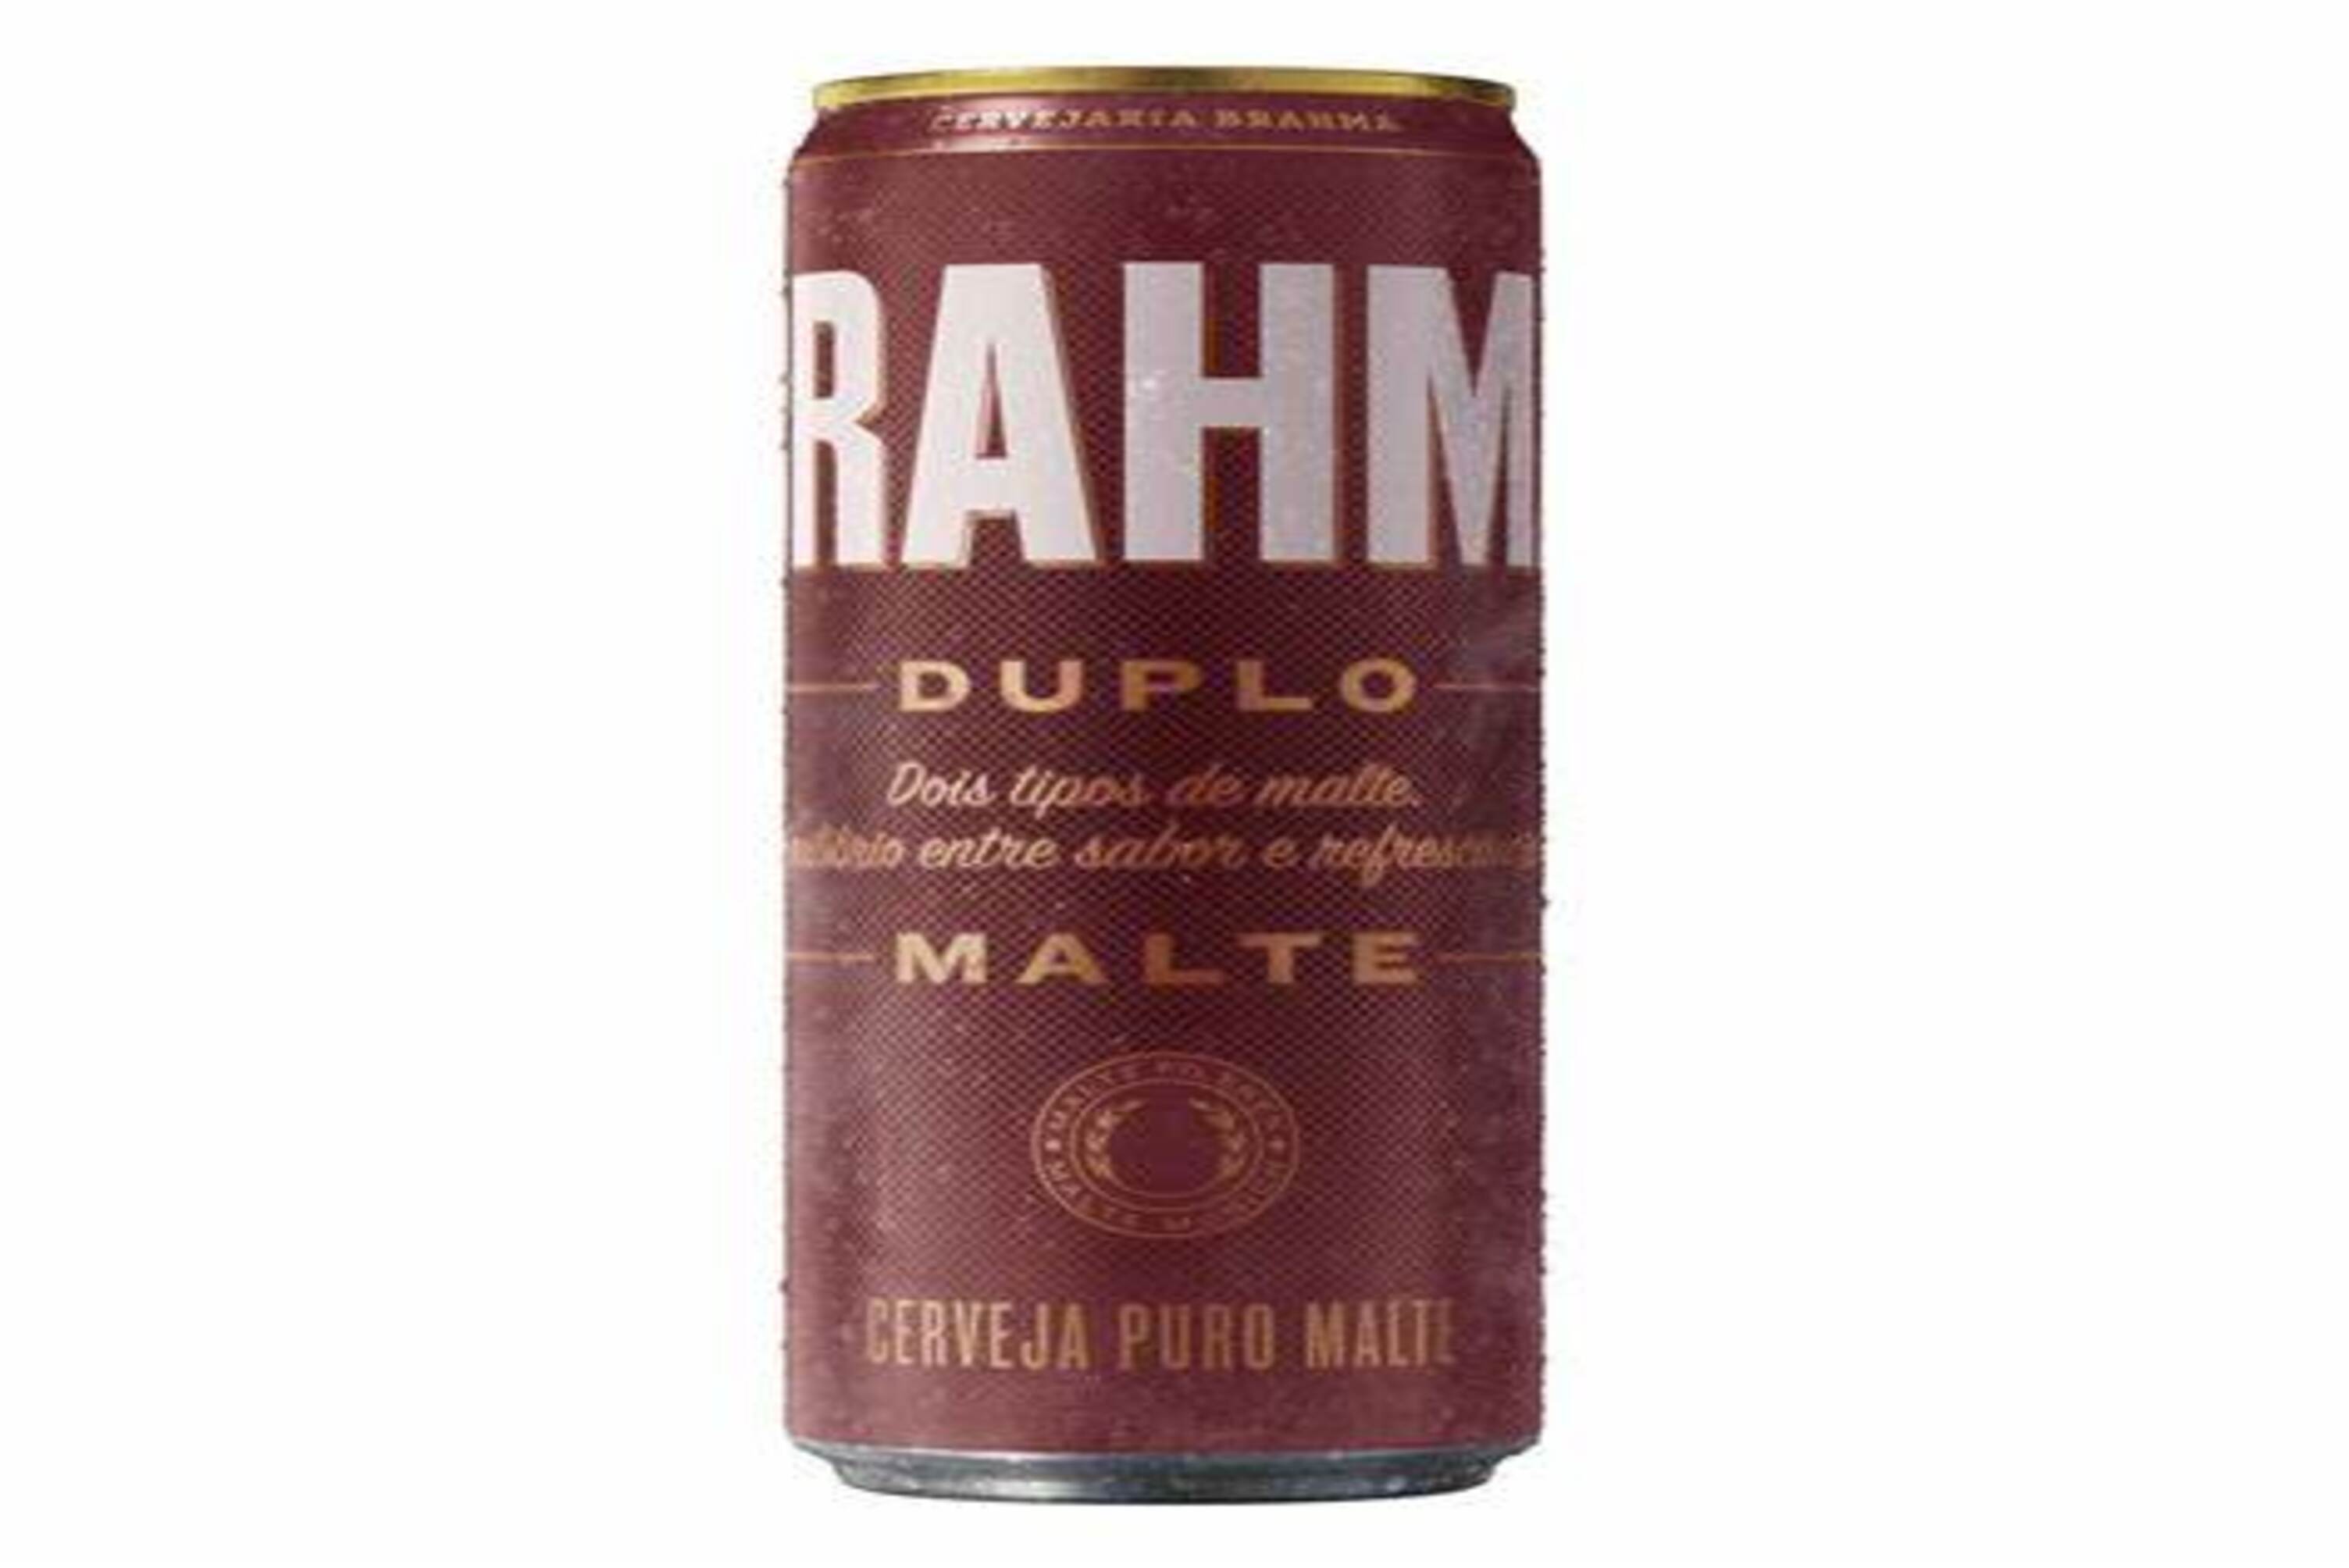 CERVEJARIA BRAHMA
RAHM
DUPLO
Dois tipos de malte.
entre sabor e
MALTE
CERVEJA PURO MALTE